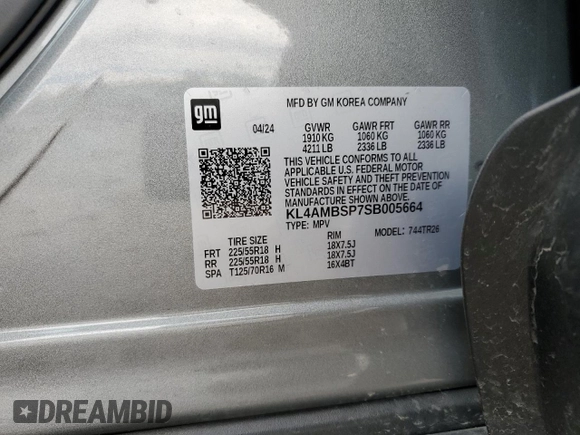 gm
MFD BY GM KOREA COMPANY
04/24 GVWR GAWR FRT GAWR RR
1910 KG 1060 KG 1060 KG
4211 LB 2336 LB 2336 LB
THIS VEHICLE CONFORMS TO ALL
APPLICABLE U.S. FEDERAL MOTOR
VEHICLE SAFETY AND THEFT PREVENTION
STANDARDS IN EFFECT ON THE DATE OF
MANUFACTURE SHOWN ABOVE.
KL4AMBSP7SB005664
TYPE: MPV 744TR26
TIRE SIZE RIM
FRT 225/55R18 H 18X7.5J
RR 225/55R18 H 18X7.5J
SPA T125/70R16 M 16X4BT
DREAMBID